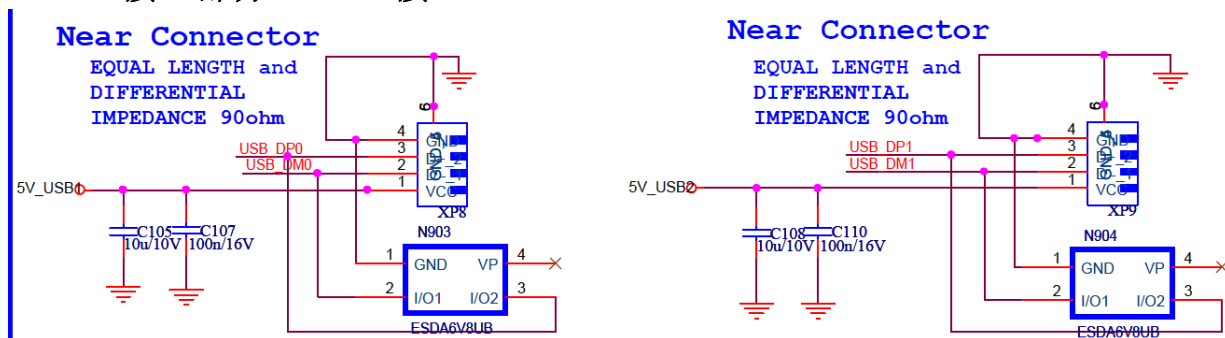 Near Connector
EQUAL LENGTH and
DIFFERENTIAL
IMPEDANCE 90ohm
6
4
GND
USB_DP0
3
USB_DM0
2
5V_USB1
1
VCC
XP8
C105
10u/10V
C107
100n/16V
N903
1
GND
VP
4
2
I/O1
I/O2
3
ESDA6V8UB
Near Connector
EQUAL LENGTH and
DIFFERENTIAL
IMPEDANCE 90ohm
6
4
GND
USB_DP1
3
USB_DM1
2
5V_USB2
1
VCC
XP9
C108
10u/10V
C110
100n/16V
N904
1
GND
VP
4
2
I/O1
I/O2
3
ESDA6V8UB